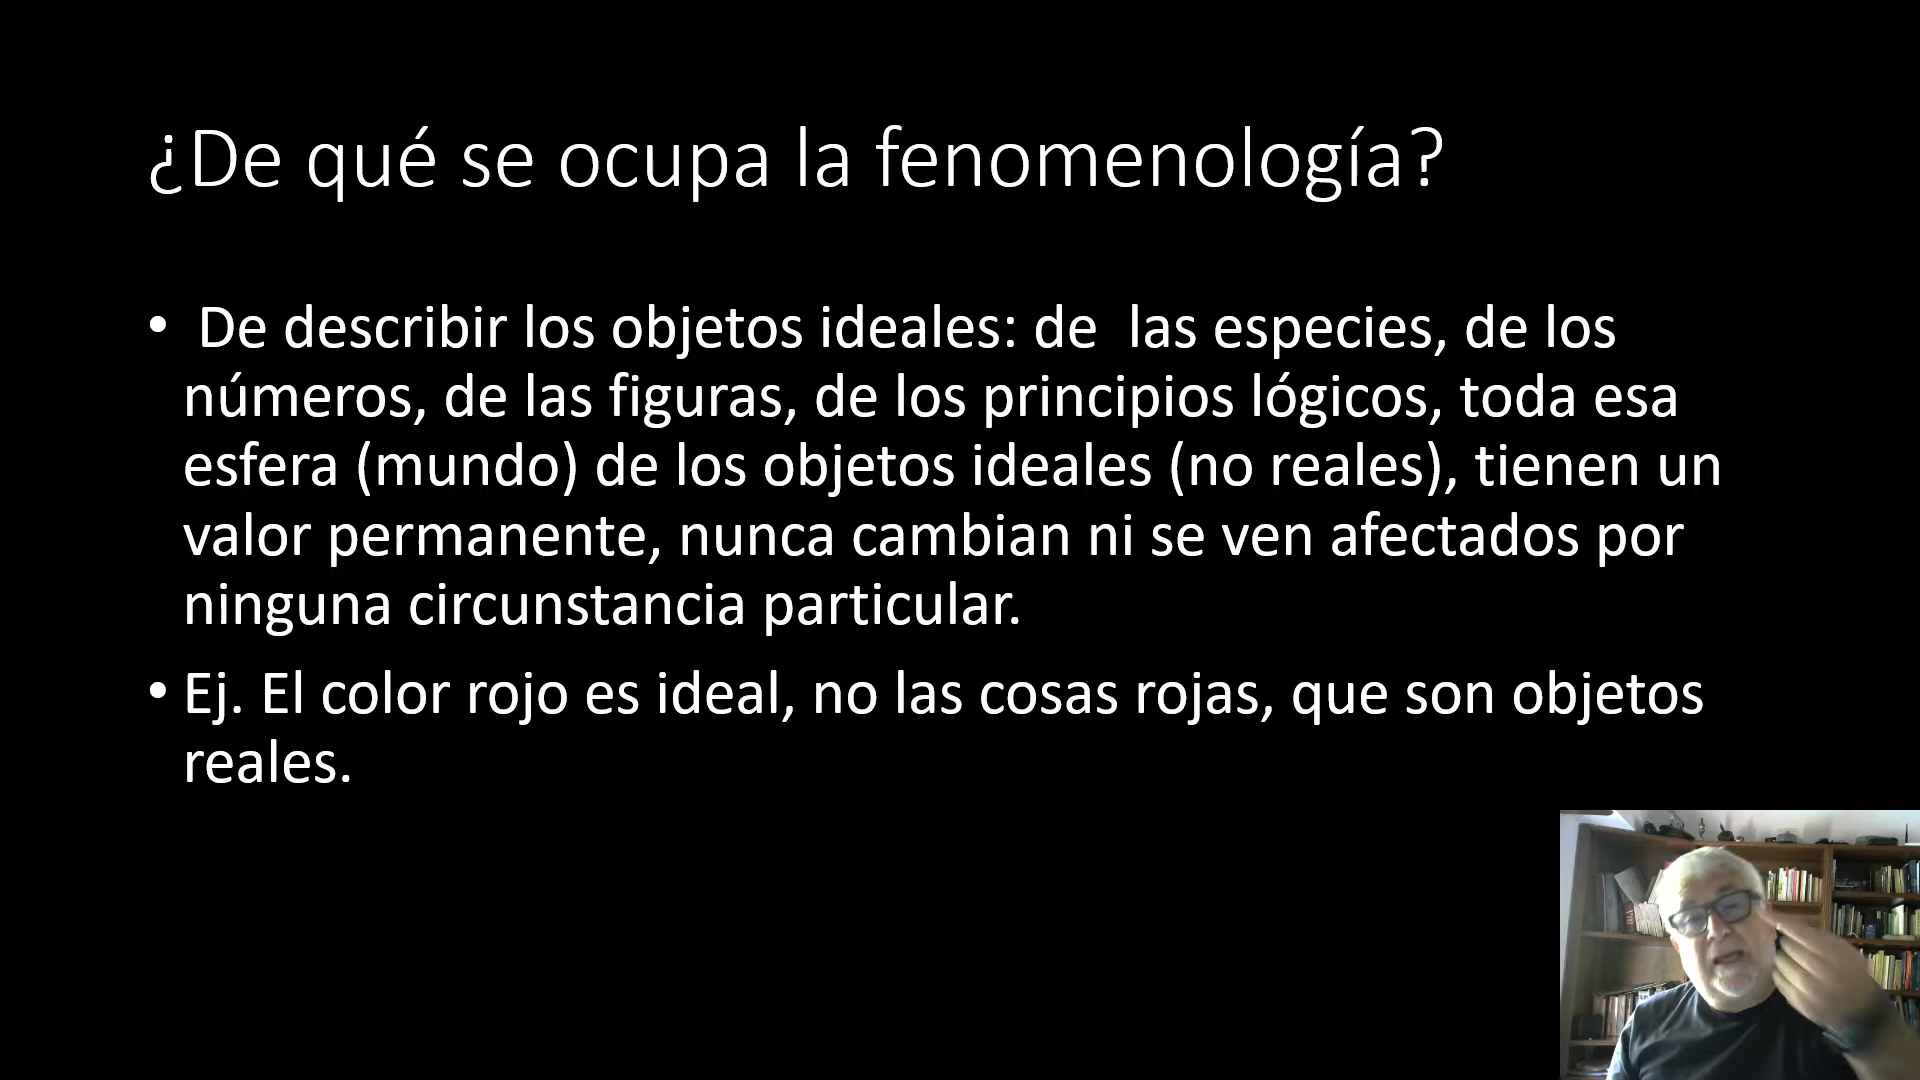 ¿De qué se ocupa la fenomenología?
• De describir los objetos ideales: de las especies, de los
números, de las figuras, de los principios lógicos, toda esa
esfera (mundo) de los objetos ideales (no reales), tienen un
valor permanente, nunca cambian ni se ven afectados por
ninguna circunstancia particular.
• Ej. El color rojo es ideal, no las cosas rojas, que son objetos
reales.